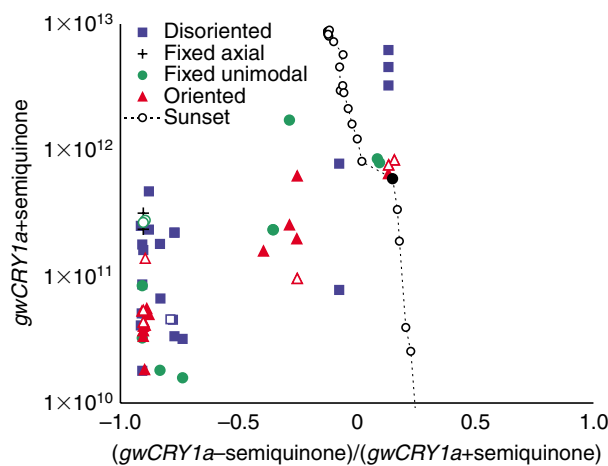 1×10¹³
1×10¹²
1×10¹¹
1×10¹⁰
gwCRY1a+semiquinone
Disoriented
Fixed axial
Fixed unimodal
Oriented
Sunset
-1.0
−0.5
0
0.5
1.0
(gwCRY1a–semiquinone)/(gwCRY1a+semiquinone)